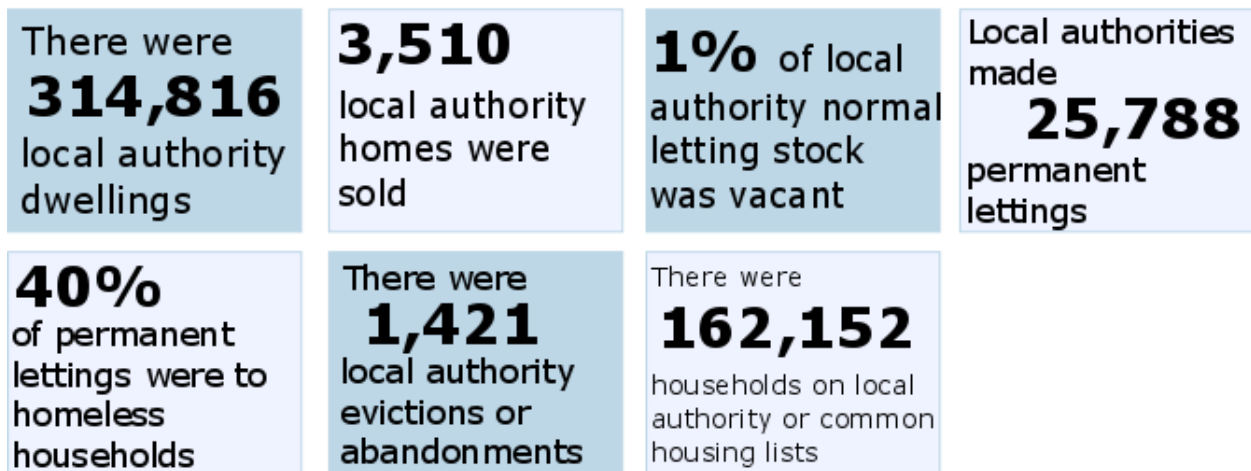 There were
314,816
local authority
dwellings
3,510
local authority
homes were
sold
1% of local
authority normal
letting stock
was vacant
Local authorities
made
25,788
permanent
lettings
40%
of permanent
lettings were to
homeless
households
There were
1,421
local authority
evictions or
abandonments
There were
162,152
households on local
authority or common
housing lists